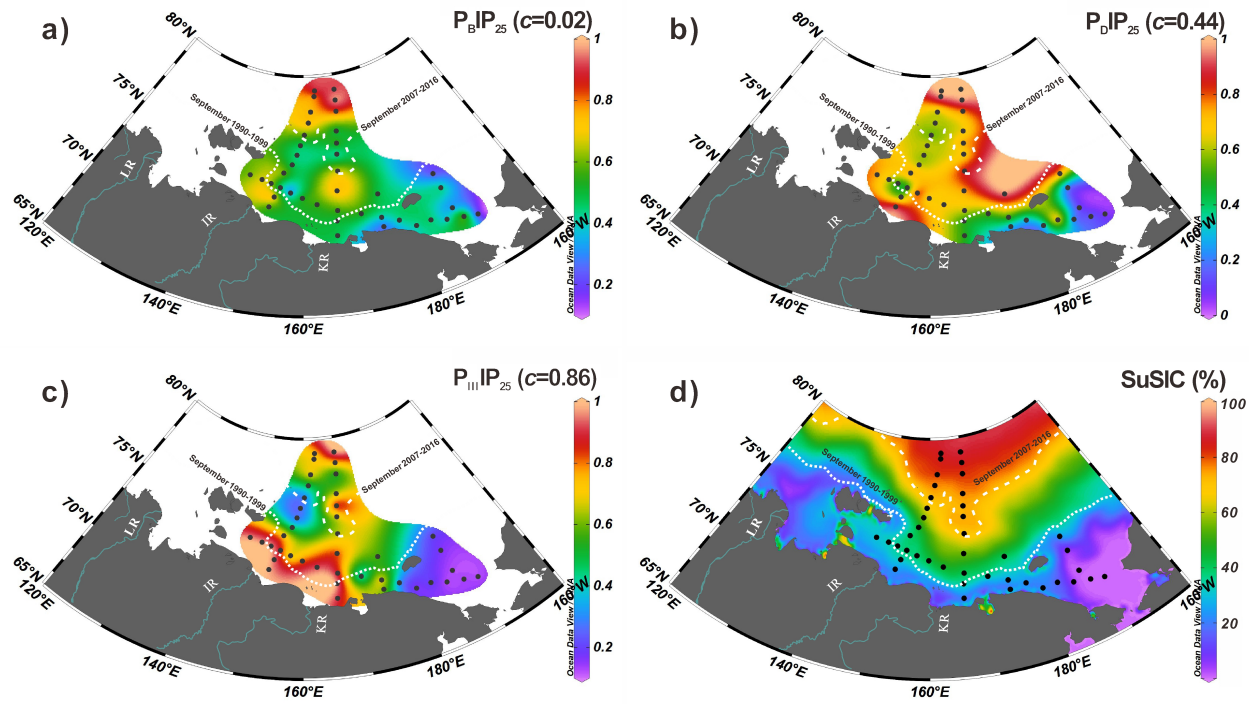 a)
P_BIP_25 (c=0.02)
80°N
75°N
70°N
65°N
120°E
140°E
160°E
180°E
W
160°
September 1990-1999
September 2007-2016
LR
IR
KR
1
0.8
0.6
0.4
0.2
Ocean Data View
b)
P_DIP_25 (c=0.44)
80°N
75°N
70°N
65°N
120°E
140°E
160°E
180°E
W
160°
September 1990-1999
September 2007-2016
LR
IR
KR
1
0.8
0.6
0.4
0.2
0
Ocean Data View
c)
P_IIIIP_25 (c=0.86)
80°N
75°N
70°N
65°N
120°E
140°E
160°E
180°E
W
160°
September 1990-1999
September 2007-2016
LR
IR
KR
1
0.8
0.6
0.4
0.2
Ocean Data View
d)
SuSIC (%)
80°N
75°N
70°N
65°N
120°E
140°E
160°E
180°E
W
160°
September 1990-1999
September 2007-2016
LR
IR
KR
100
80
60
40
20
Ocean Data View